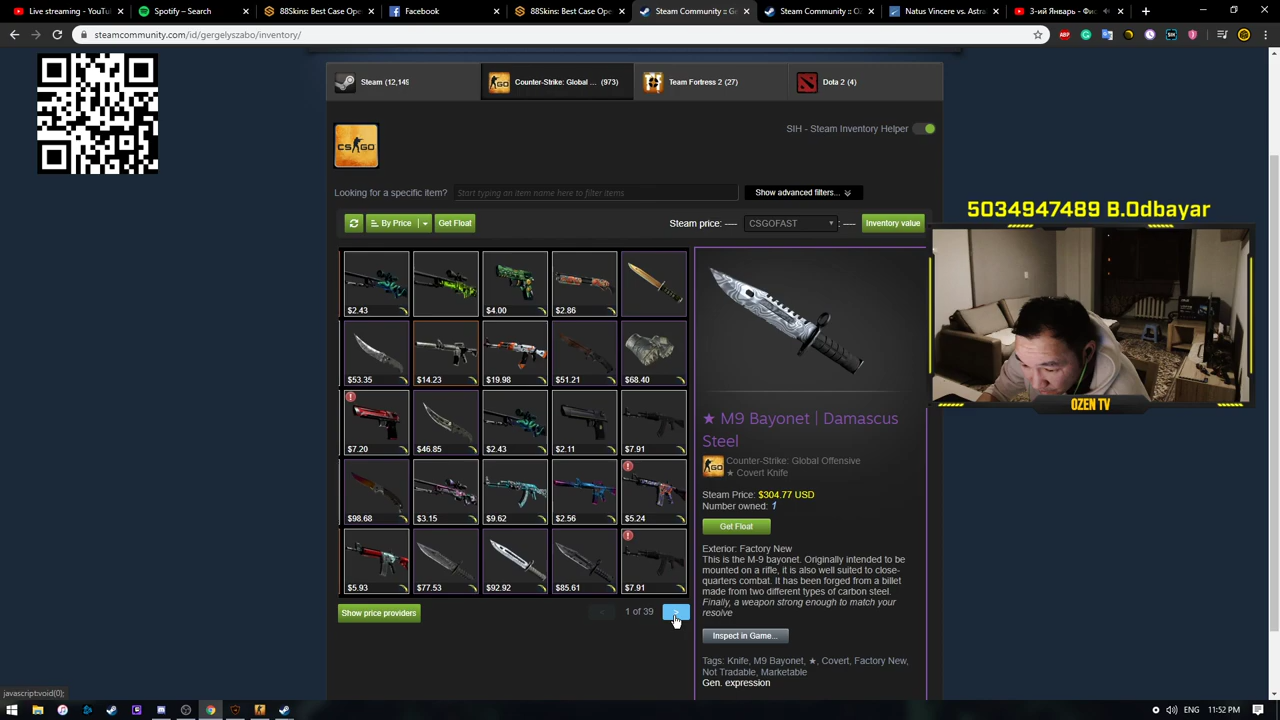 Live streaming - YouTu
Spotify – Search
88Skins: Best Case Ope
Facebook
88Skins: Best Case Ope
Steam Community :: Ge
Steam Community :: OZ
Natus Vincere vs. Astra
3-ий Январь - Фи
steamcommunity.com/id/gergelyszabo/inventory/
Steam (12,149
Counter-Strike: Global ... (973)
Team Fortress 2 (27)
Dota 2 (4)
CS GO
SIH - Steam Inventory Helper
Looking for a specific item?
Start typing an item name here to filter items
Show advanced filters...
By Price
Get Float
Steam price: —
CSGOFAST
: —
Inventory value
5034947489 B.Odbayar
$2.43
$4.00
$2.86
$53.35
$14.23
$19.98
$51.21
$68.40
$7.20
$46.85
$2.43
$2.11
$7.91
$98.68
$3.15
$9.62
$2.56
$5.24
$5.93
$77.53
$92.92
$85.61
$7.91
Show price providers
<
1 of 39
>
★ M9 Bayonet | Damascus
Steel
Counter-Strike: Global Offensive
★ Covert Knife
Steam Price: $304.77 USD
Number owned: 1
Get Float
Exterior: Factory New
This is the M-9 bayonet. Originally intended to be
mounted on a rifle, it is also well suited to close-
quarters combat. It has been forged from a billet
made from two different types of carbon steel.
Finally, a weapon strong enough to match your
resolve
Inspect in Game...
Tags: Knife, M9 Bayonet, ★, Covert, Factory New,
Not Tradable, Marketable
Gen. expression
OZEN TV
javascript:void(0);
ENG
11:52 PM